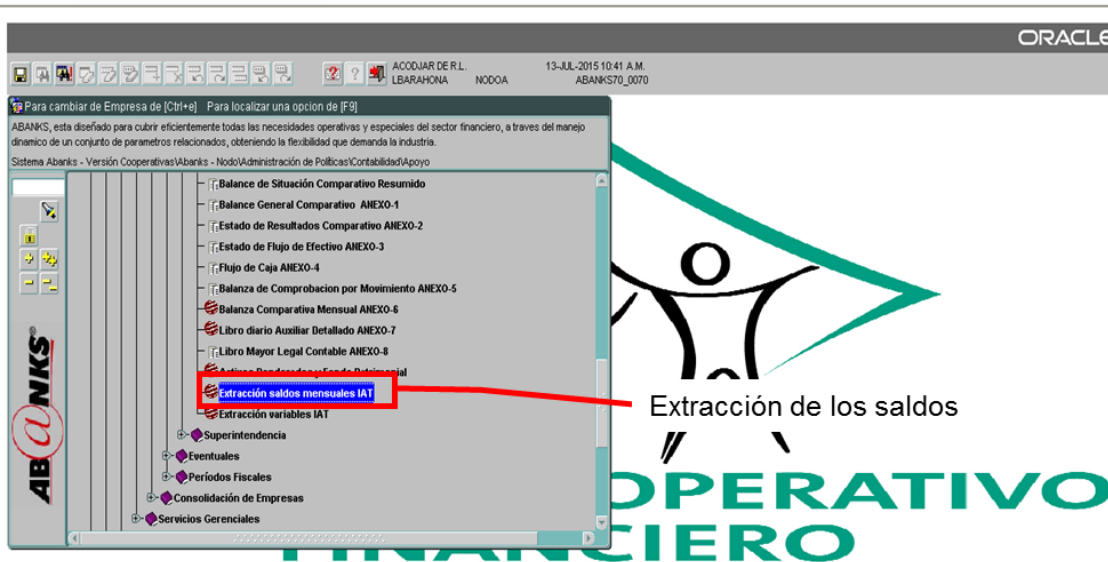 ORACLE
ACODJAR DE R.L. 13-JUL-2015 10:41 A.M.
LBARAHONA NODOA ABANKS70_0070
Para cambiar de Empresa de [Ctrl+e] Para localizar una opcion de [F9]
ABANKS, esta diseñado para cubrir eficientemente todas las necesidades operativas y especiales del sector financiero, a traves del manejo
dinamico de un conjunto de parametros relacionados, obteniendo la flexibilidad que demanda la industria.
Sistema Abanks - Versión Cooperativas\Abanks - Nodo\Administración de Políticas\Contabilidad\Apoyo
Balance de Situación Comparativo Resumido
Balance General Comparativo ANEXO-1
Estado de Resultados Comparativo ANEXO-2
Estado de Flujo de Efectivo ANEXO-3
Flujo de Caja ANEXO-4
Balanza de Comprobacion por Movimiento ANEXO-5
Balanza Comparativa Mensual ANEXO-6
Libro diario Auxiliar Detallado ANEXO-7
Libro Mayor Legal Contable ANEXO-8
Activos Ponderados y Fondo Patrimonial
Extracción saldos mensuales IAT
Extracción variables IAT
Superintendencia
Eventuales
Períodos Fiscales
Consolidación de Empresas
Servicios Gerenciales
AB@NKS
Extracción de los saldos
OPERATIVO
FINANCIERO